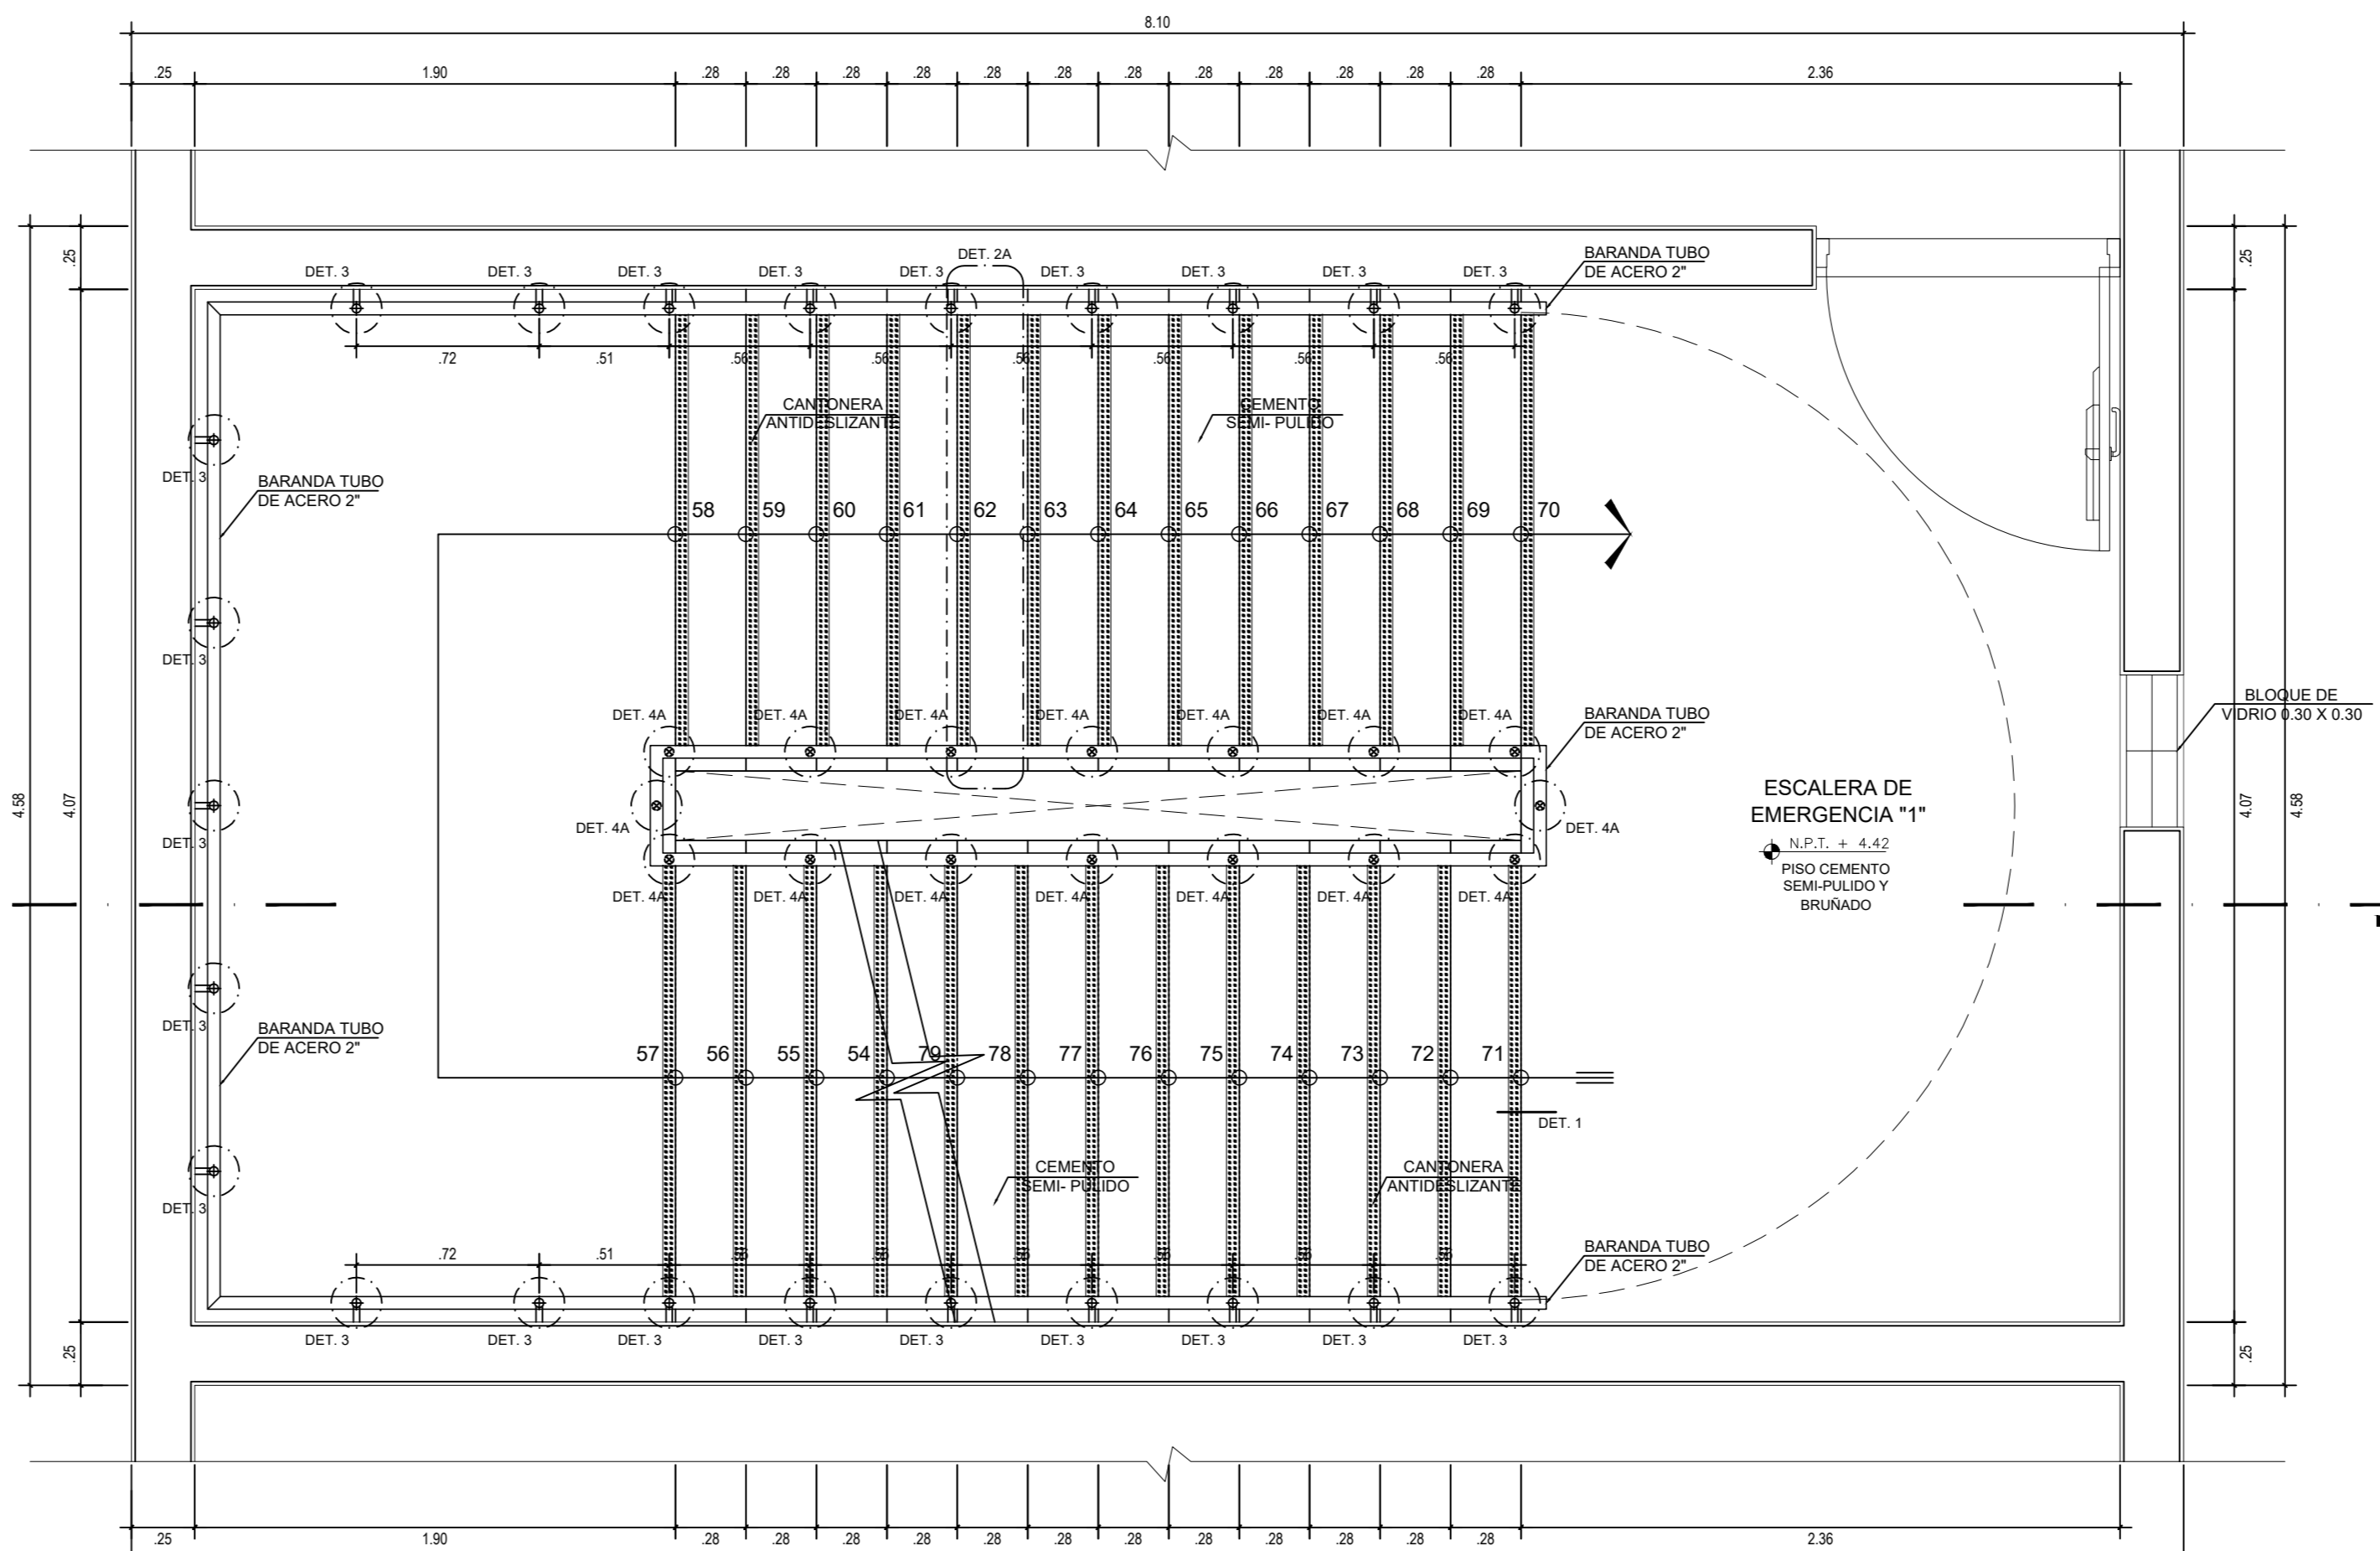 8.10
.25 1.90 .28 .28 .28 .28 .28 .28 .28 .28 .28 .28 .28 .28 2.36
.25 .25
DET. 2A
BARANDA TUBO
DE ACERO 2"
DET. 3 DET. 3 DET. 3 DET. 3 DET. 3 DET. 3 DET. 3 DET. 3 DET. 3
.72 .51 .56 .56 .56 .56 .56 .56
CANTONERA
ANTIDESLIZANTE
CEMENTO
SEMI- PULIDO
DET. 3
BARANDA TUBO
DE ACERO 2"
58 59 60 61 62 63 64 65 66 67 68 69 70
DET. 3
DET. 4A DET. 4A DET. 4A DET. 4A DET. 4A DET. 4A DET. 4A
BARANDA TUBO
DE ACERO 2"
BLOQUE DE
VIDRIO 0.30 X 0.30
4.58 4.07
ESCALERA DE
EMERGENCIA "1"
4.07 4.58
DET. 4A DET. 4A
DET. 3
N.P.T. + 4.42
PISO CEMENTO
SEMI-PULIDO Y
BRUÑADO
DET. 4A DET. 4A DET. 4A DET. 4A DET. 4A DET. 4A DET. 4A
DET. 3
BARANDA TUBO
DE ACERO 2"
57 56 55 54 79 78 77 76 75 74 73 72 71
DET. 1
CEMENTO
SEMI- PULIDO
CANTONERA
ANTIDESLIZANTE
DET. 3
.72 .51 .56 .56 .56 .56 .56 .56
BARANDA TUBO
DE ACERO 2"
DET. 3 DET. 3 DET. 3 DET. 3 DET. 3 DET. 3 DET. 3 DET. 3 DET. 3
.25 .25
.25 1.90 .28 .28 .28 .28 .28 .28 .28 .28 .28 .28 .28 .28 2.36